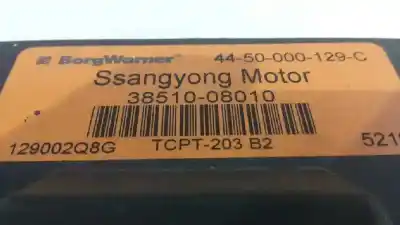 BorgWarner 44-50-000-129-C
Ssangyong Motor
38510-08010
129002Q8G TCPT-203 B2 521